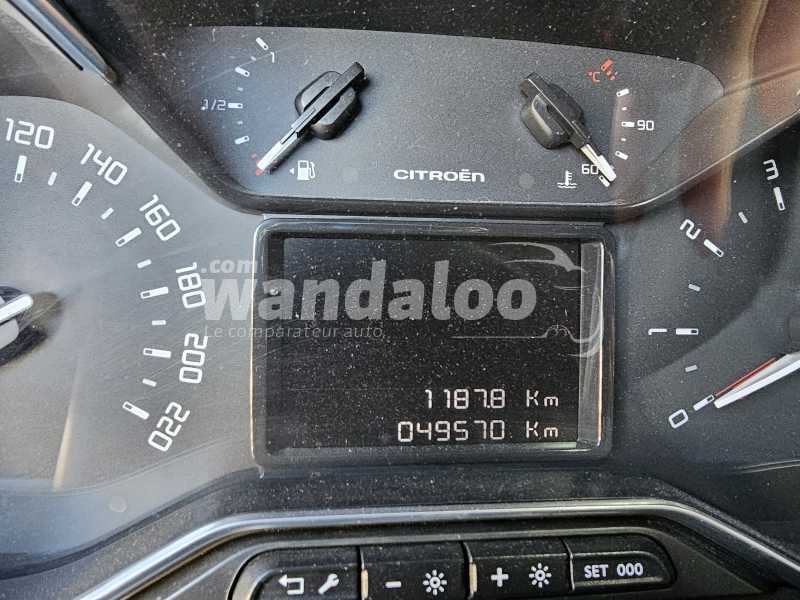 1
1/2
°C
90
60
CITROËN
120
140
160
180
200
220
3
2
1
0
.com
wandaloo
Le comparateur auto
1187.8 Km
049570 Km
- +
SET 000